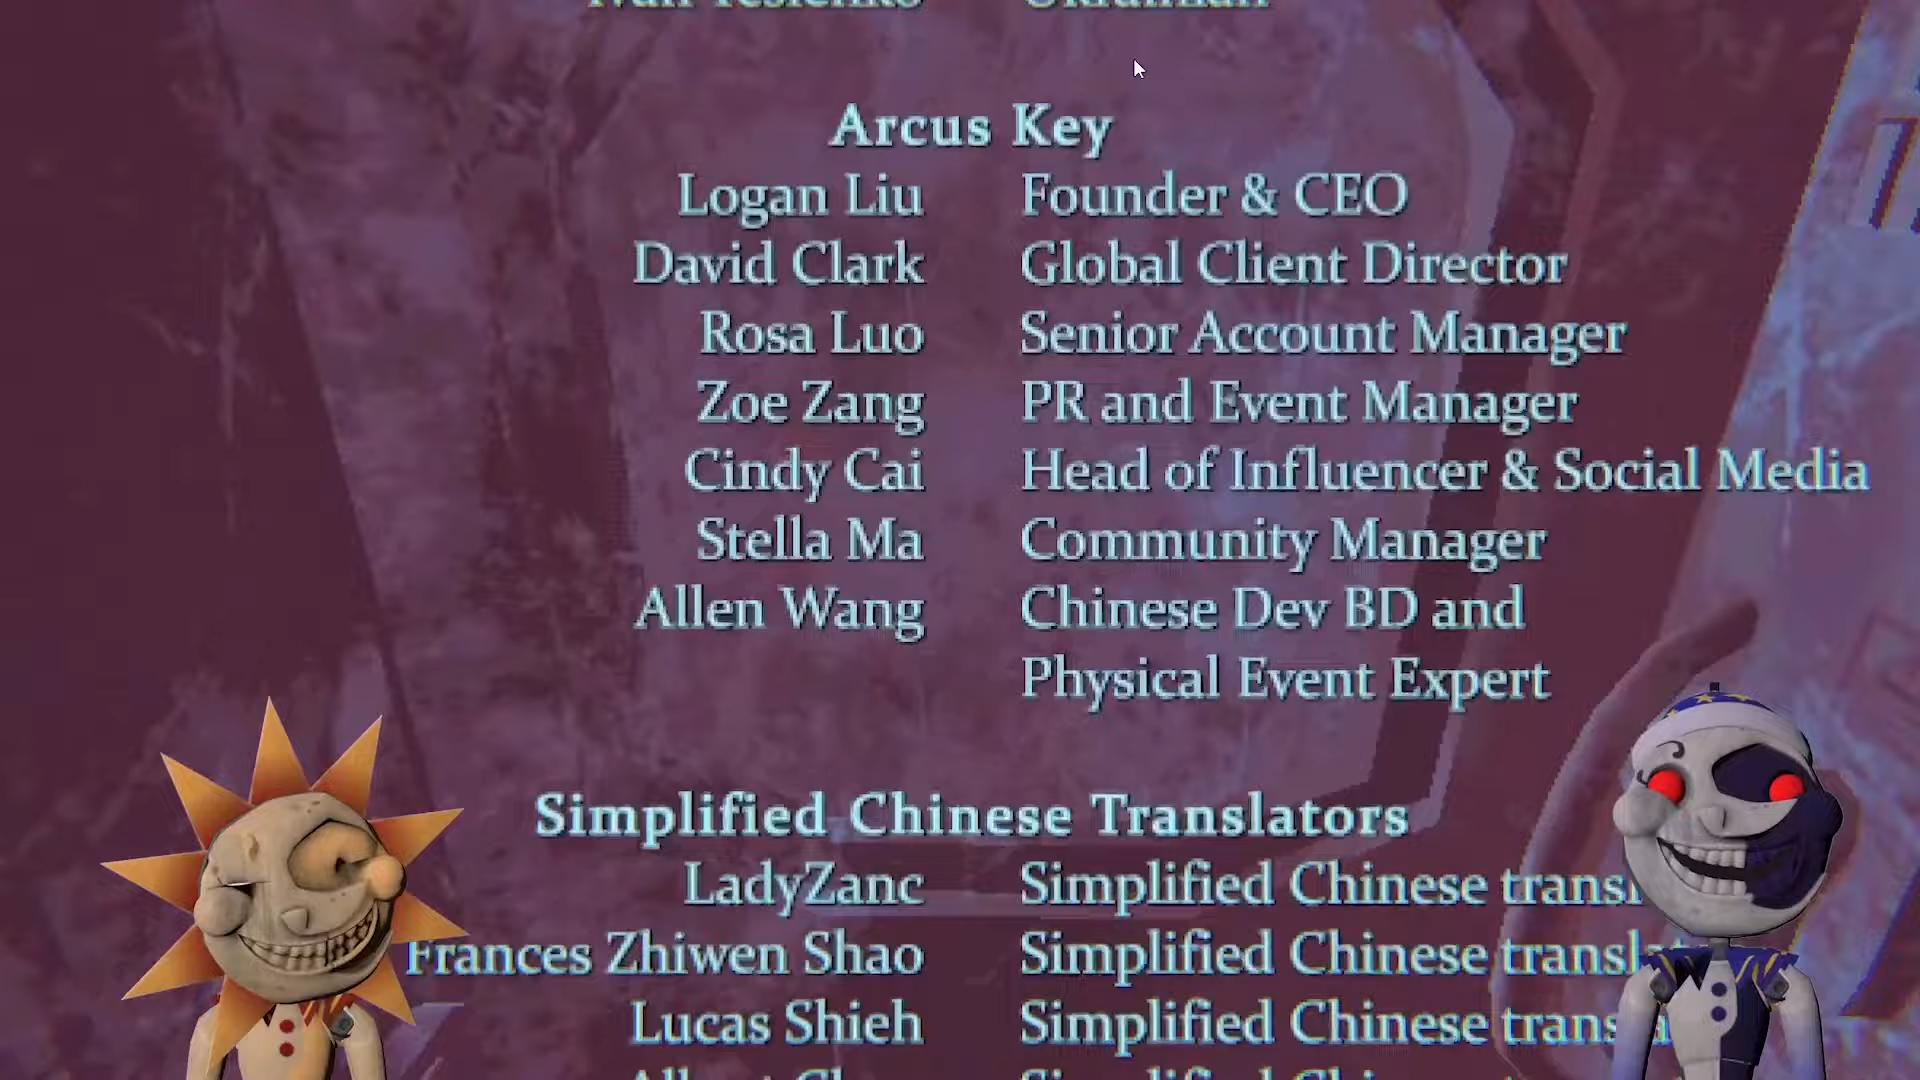 Arcus Key
Logan Liu Founder & CEO
David Clark Global Client Director
Rosa Luo Senior Account Manager
Zoe Zang PR and Event Manager
Cindy Cai Head of Influencer & Social Media
Stella Ma Community Manager
Allen Wang Chinese Dev BD and
Physical Event Expert
Simplified Chinese Translators
LadyZanc Simplified Chinese
Frances Zhiwen Shao Simplified Chinese
Lucas Shieh Simplified Chinese